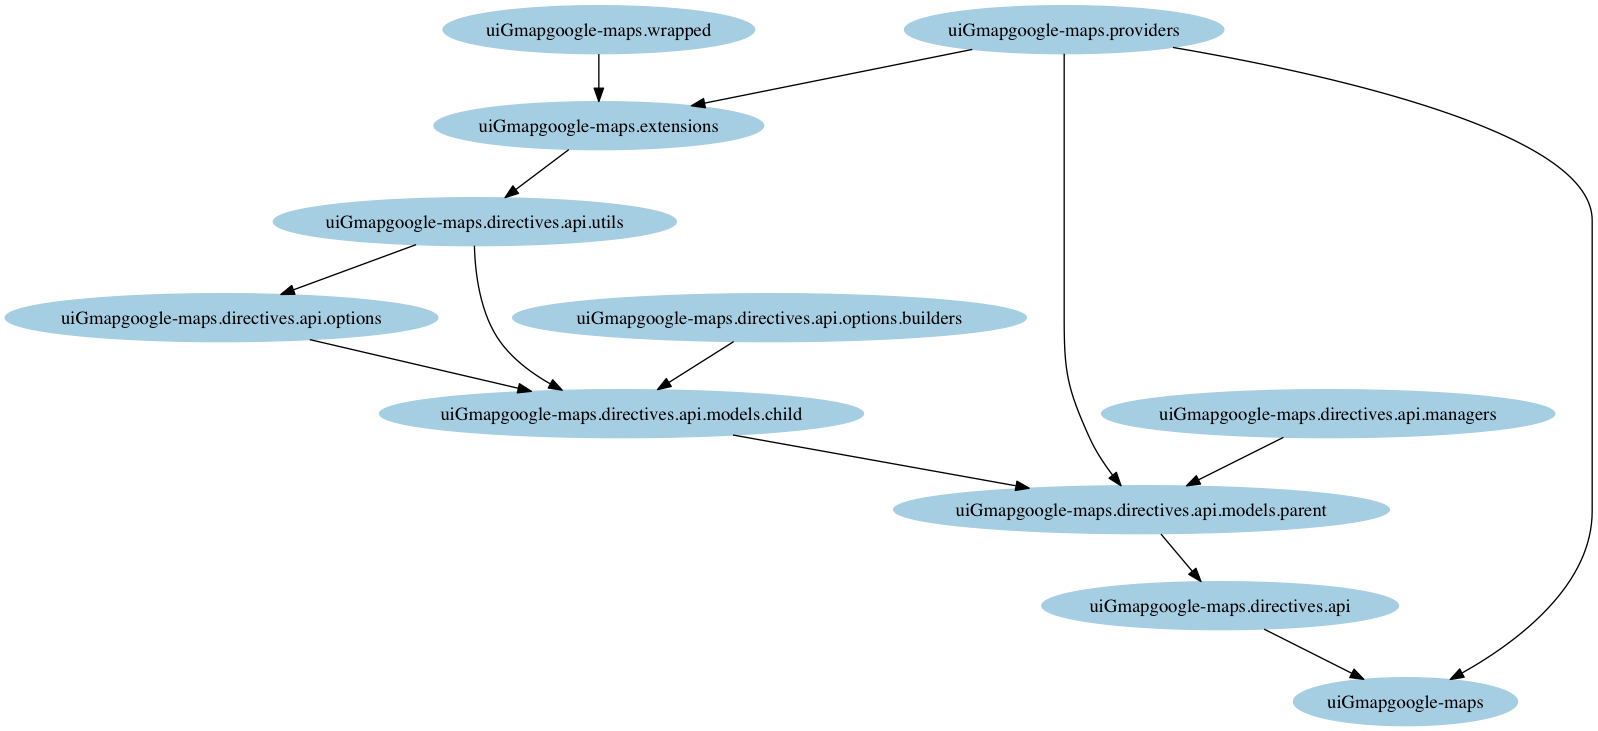 uiGmapgoogle-maps.wrapped
uiGmapgoogle-maps.providers
uiGmapgoogle-maps.extensions
uiGmapgoogle-maps.directives.api.utils
uiGmapgoogle-maps.directives.api.options
uiGmapgoogle-maps.directives.api.options.builders
uiGmapgoogle-maps.directives.api.models.child
uiGmapgoogle-maps.directives.api.managers
uiGmapgoogle-maps.directives.api.models.parent
uiGmapgoogle-maps.directives.api
uiGmapgoogle-maps